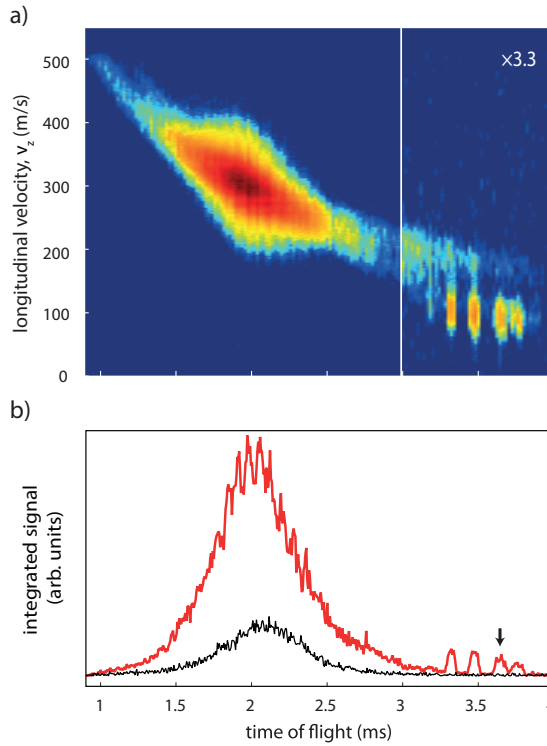 a)
×3.3
longitudinal velocity, v_z (m/s)
500
400
300
200
100
0
b)
integrated signal
(arb. units)
1
1.5
2
2.5
3
3.5
time of flight (ms)